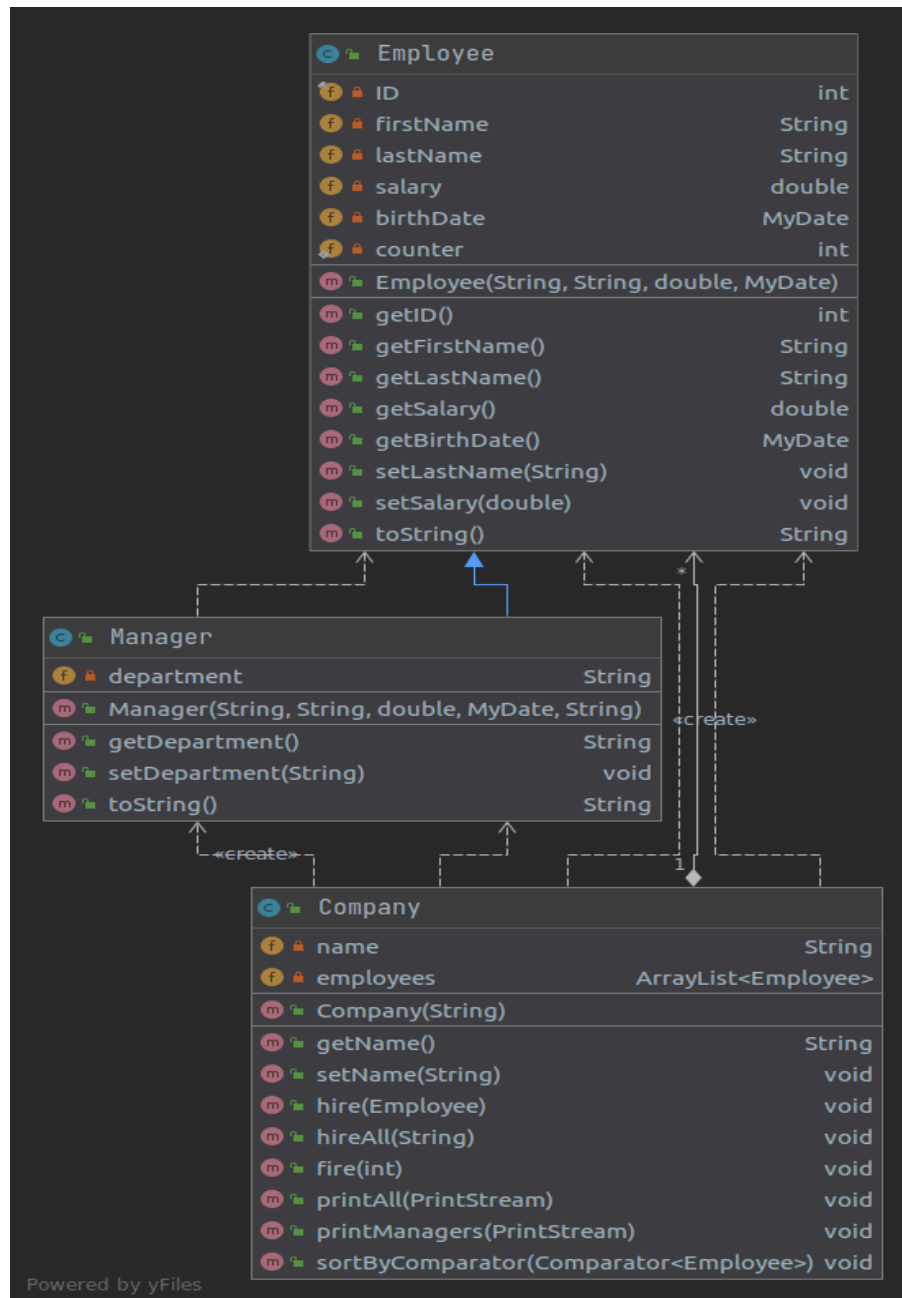 Employee
ID int
firstName String
lastName String
salary double
birthDate MyDate
counter int
Employee(String, String, double, MyDate)
getID() int
getFirstName() String
getLastName() String
getSalary() double
getBirthDate() MyDate
setLastName(String) void
setSalary(double) void
toString() String
*
Manager
department String
Manager(String, String, double, MyDate, String)
«create»
getDepartment() String
setDepartment(String) void
toString() String
«create»
1
Company
name String
employees ArrayList<Employee>
Company(String)
getName() String
setName(String) void
hire(Employee) void
hireAll(String) void
fire(int) void
printAll(PrintStream) void
printManagers(PrintStream) void
sortByComparator(Comparator<Employee>) void
Powered by yFiles